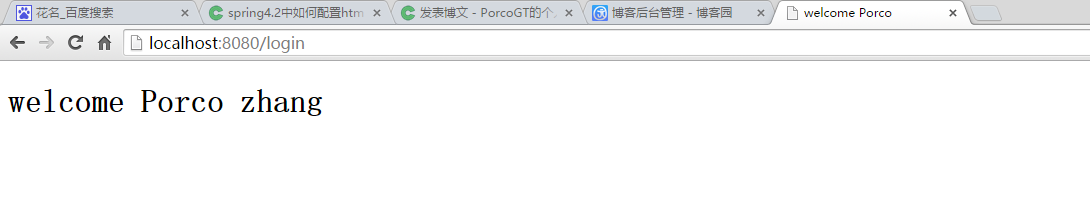 花名_百度搜索
spring4.2中如何配置htm
发表博文 - PorcoGT的个人
博客后台管理 - 博客园
welcome Porco
localhost:8080/login
welcome Porco zhang